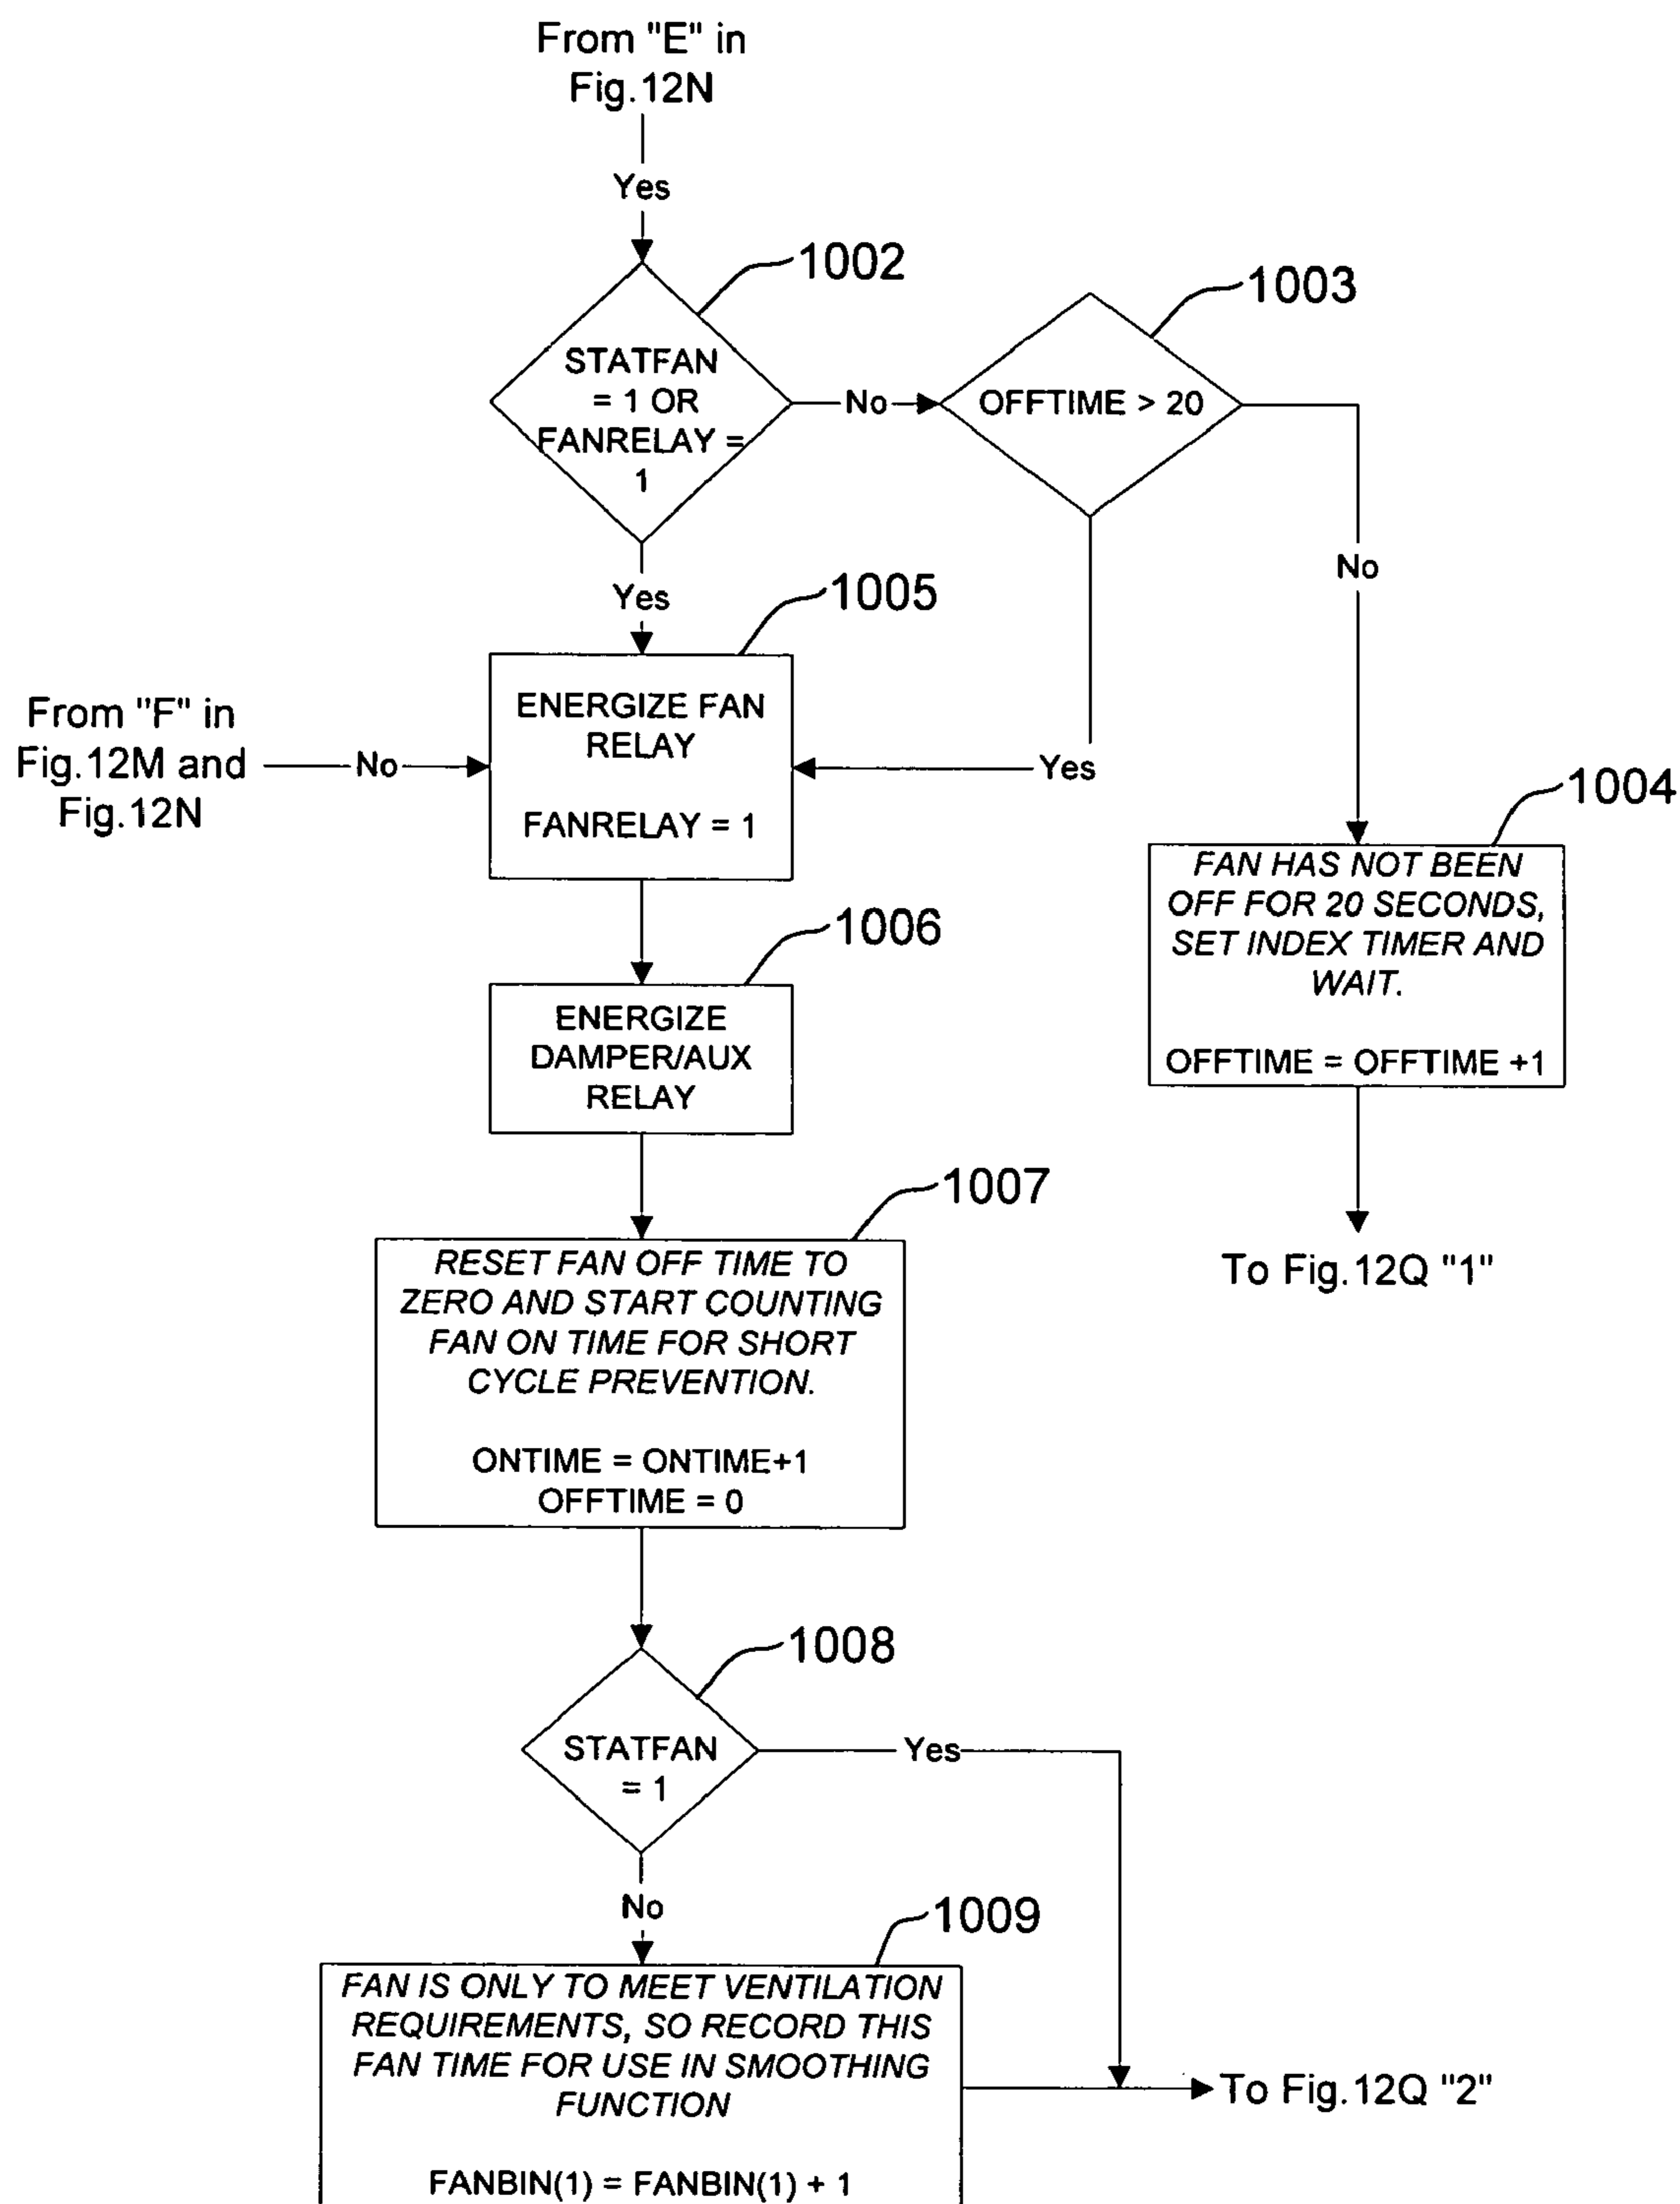 From "E" in
Fig.12N
Yes
1002
STATFAN
= 1 OR
FANRELAY =
1
No
1003
OFFTIME > 20
No
Yes
1005
ENERGIZE FAN
RELAY
FANRELAY = 1
From "F" in
Fig.12M and
Fig.12N
No
Yes
1004
FAN HAS NOT BEEN
OFF FOR 20 SECONDS,
SET INDEX TIMER AND
WAIT.
OFFTIME = OFFTIME +1
To Fig.12Q "1"
1006
ENERGIZE
DAMPER/AUX
RELAY
1007
RESET FAN OFF TIME TO
ZERO AND START COUNTING
FAN ON TIME FOR SHORT
CYCLE PREVENTION.
ONTIME = ONTIME+1
OFFTIME = 0
1008
STATFAN
= 1
Yes
No
1009
FAN IS ONLY TO MEET VENTILATION
REQUIREMENTS, SO RECORD THIS
FAN TIME FOR USE IN SMOOTHING
FUNCTION
FANBIN(1) = FANBIN(1) + 1
To Fig.12Q "2"